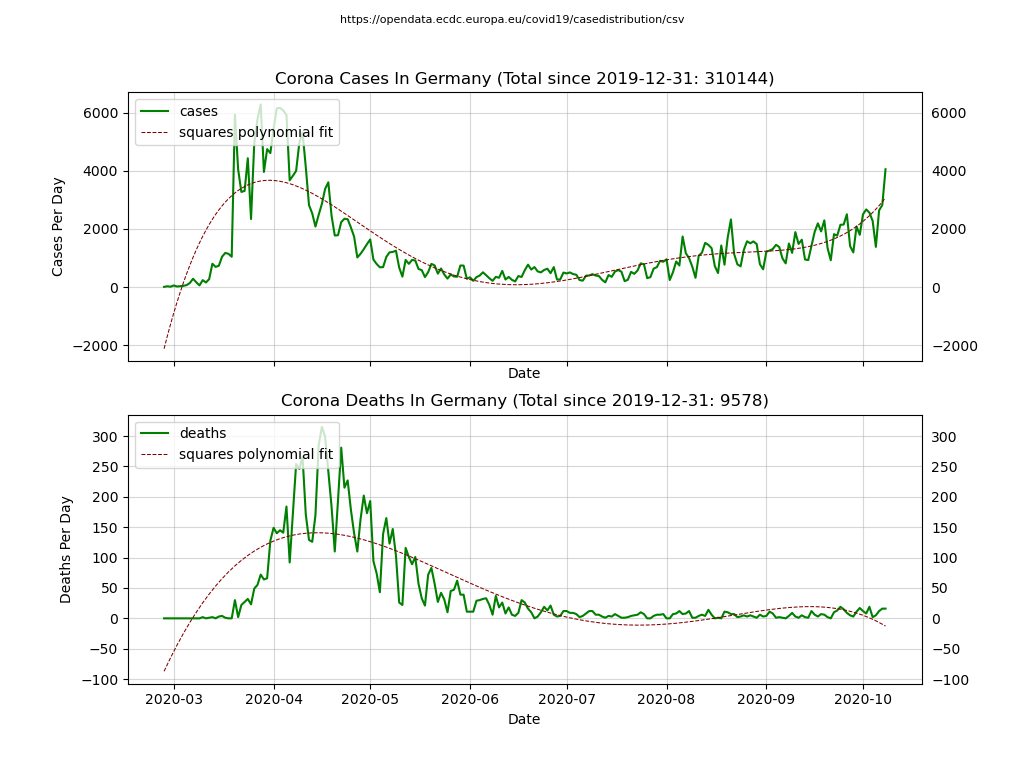 https://opendata.ecdc.europa.eu/covid19/casedistribution/csv
Corona Cases In Germany (Total since 2019-12-31: 310144)
cases
squares polynomial fit
6000
4000
2000
0
−2000
6000
4000
2000
0
−2000
Cases Per Day
Date
Corona Deaths In Germany (Total since 2019-12-31: 9578)
deaths
squares polynomial fit
300
250
200
150
100
50
0
−50
−100
300
250
200
150
100
50
0
−50
−100
Deaths Per Day
2020-03 2020-04 2020-05 2020-06 2020-07 2020-08 2020-09 2020-10
Date